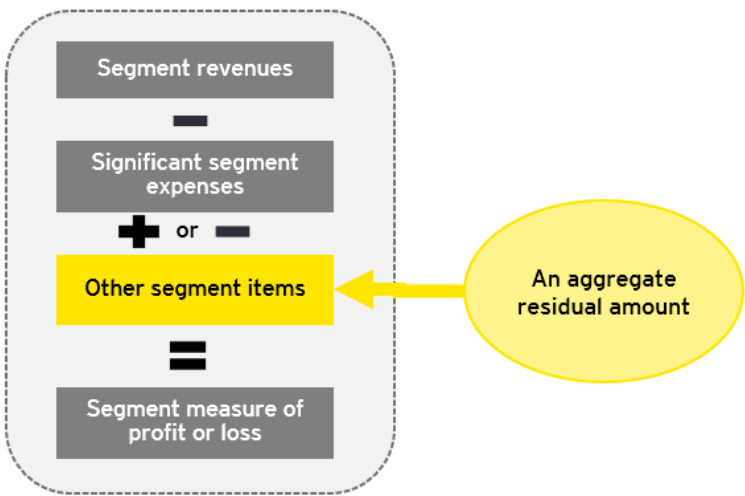 Segment revenues
−
Significant segment
expenses
+ or −
Other segment items
An aggregate
residual amount
=
Segment measure of
profit or loss